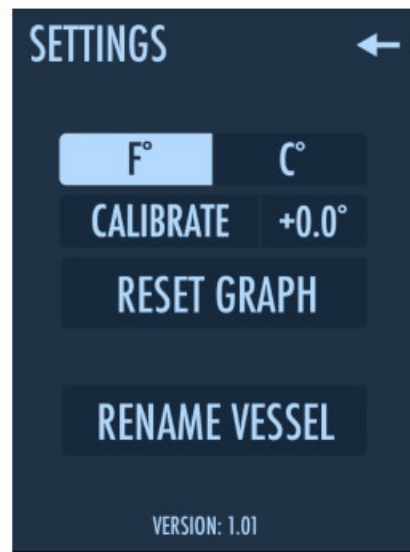 SETTINGS
F° C°
CALIBRATE +0.0°
RESET GRAPH
RENAME VESSEL
VERSION: 1.01